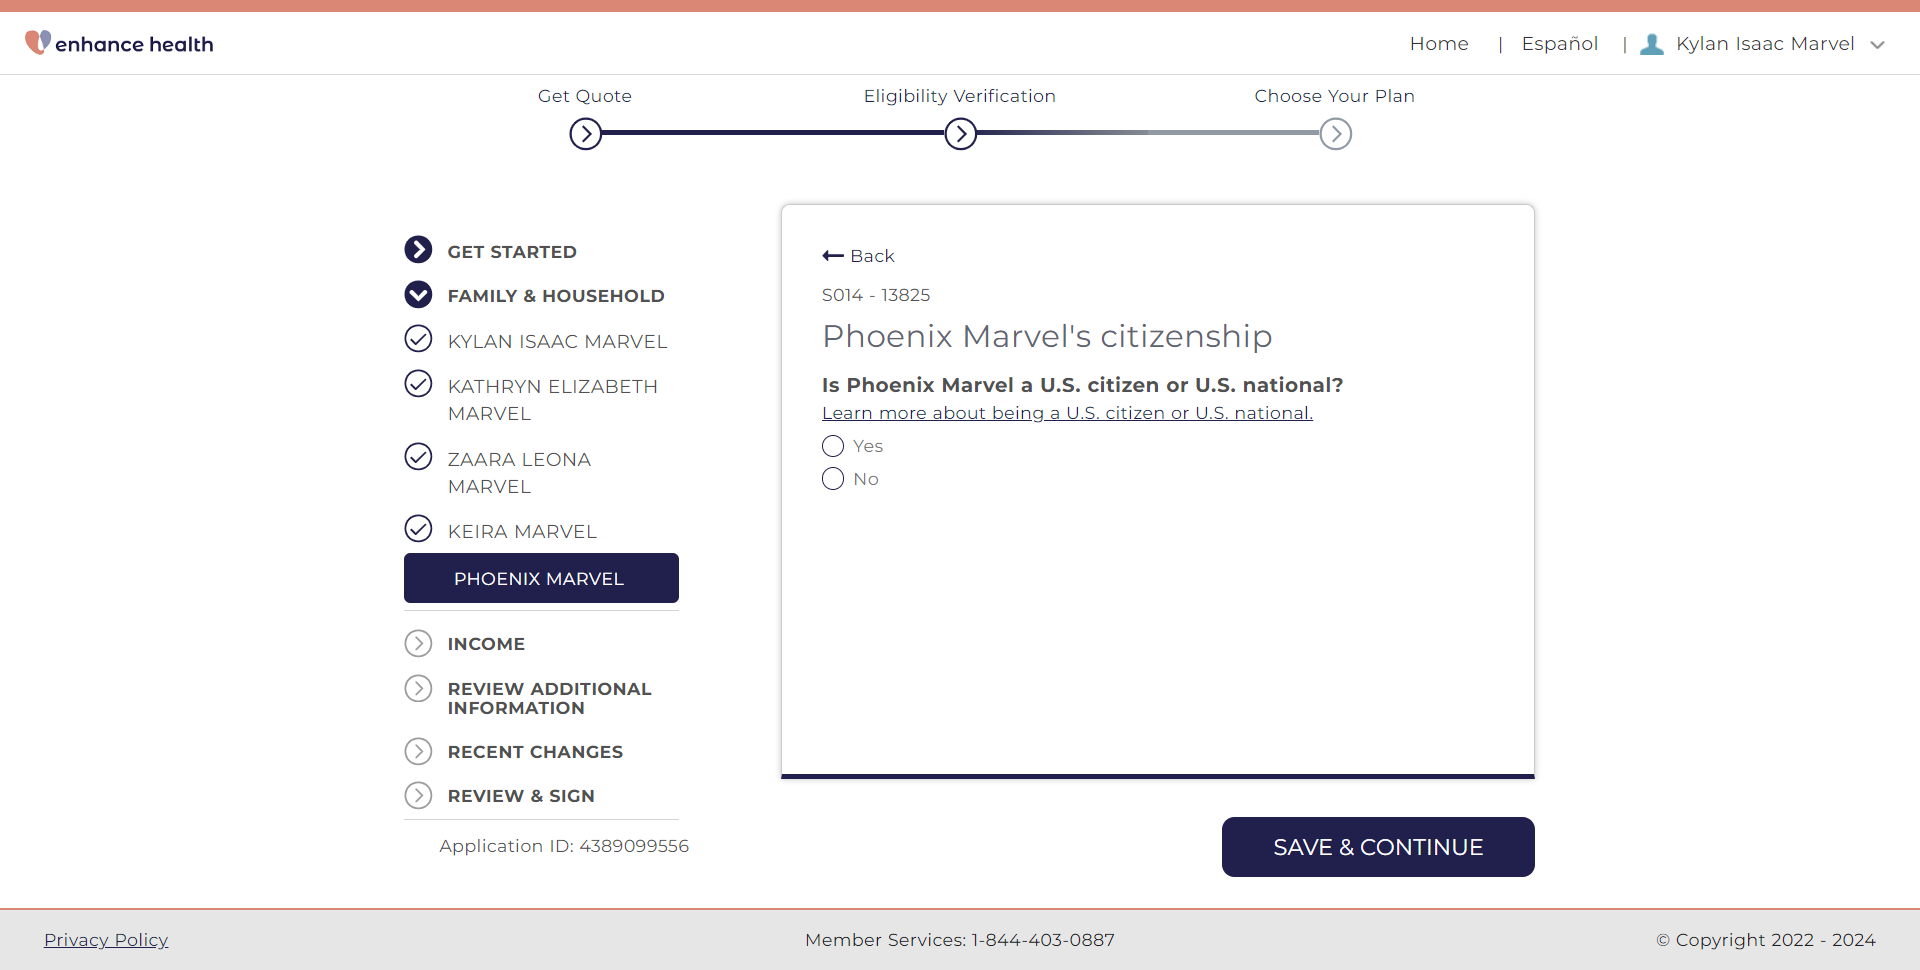 enhance health
Home | Español | Kylan Isaac Marvel
Get Quote
Eligibility Verification
Choose Your Plan
GET STARTED
FAMILY & HOUSEHOLD
KYLAN ISAAC MARVEL
KATHRYN ELIZABETH
MARVEL
ZAARA LEONA
MARVEL
KEIRA MARVEL
PHOENIX MARVEL
INCOME
REVIEW ADDITIONAL
INFORMATION
RECENT CHANGES
REVIEW & SIGN
Application ID: 4389099556
Back
S014 - 13825
Phoenix Marvel's citizenship
Is Phoenix Marvel a U.S. citizen or U.S. national?
Learn more about being a U.S. citizen or U.S. national.
Yes
No
SAVE & CONTINUE
Privacy Policy
Member Services: 1-844-403-0887
© Copyright 2022 - 2024